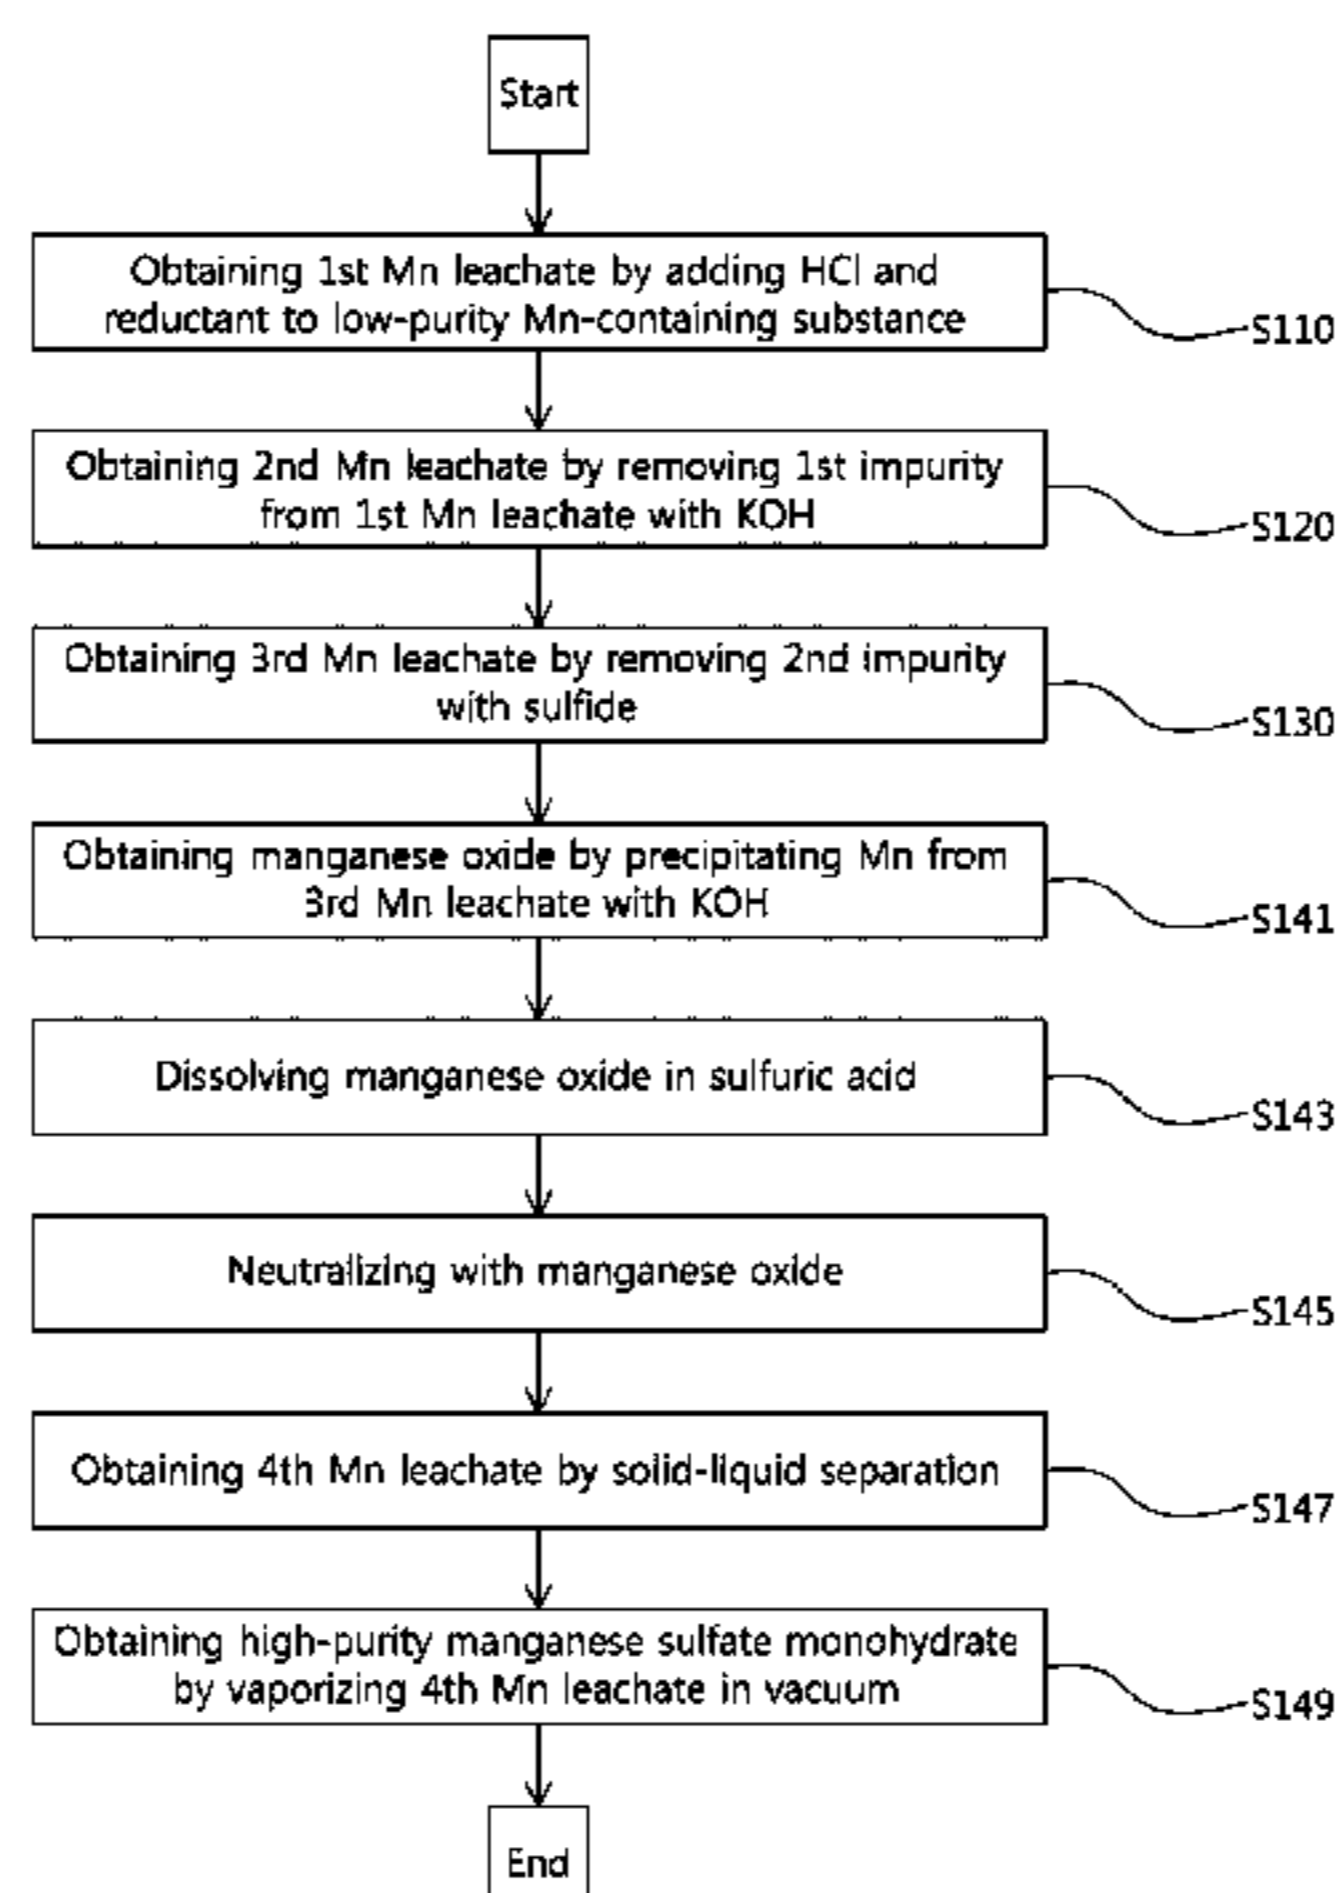 Start
Obtaining 1st Mn leachate by adding HCl and
reductant to low-purity Mn-containing substance
S110
Obtaining 2nd Mn leachate by removing 1st impurity
from 1st Mn leachate with KOH
S120
Obtaining 3rd Mn leachate by removing 2nd impurity
with sulfide
S130
Obtaining manganese oxide by precipitating Mn from
3rd Mn leachate with KOH
S141
Dissolving manganese oxide in sulfuric acid
S143
Neutralizing with manganese oxide
S145
Obtaining 4th Mn leachate by solid-liquid separation
S147
Obtaining high-purity manganese sulfate monohydrate
by vaporizing 4th Mn leachate in vacuum
S149
End